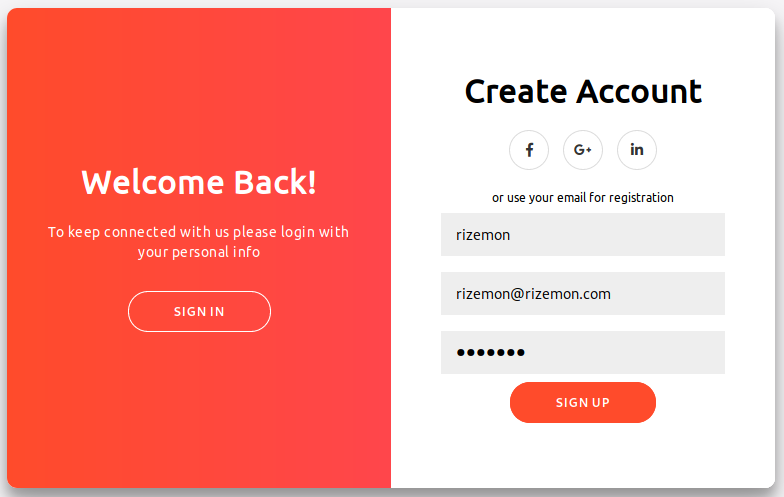 Welcome Back!
To keep connected with us please login with
your personal info
SIGN IN
Create Account
f
G+
in
or use your email for registration
rizemon
rizemon@rizemon.com
●●●●●●●
SIGN UP